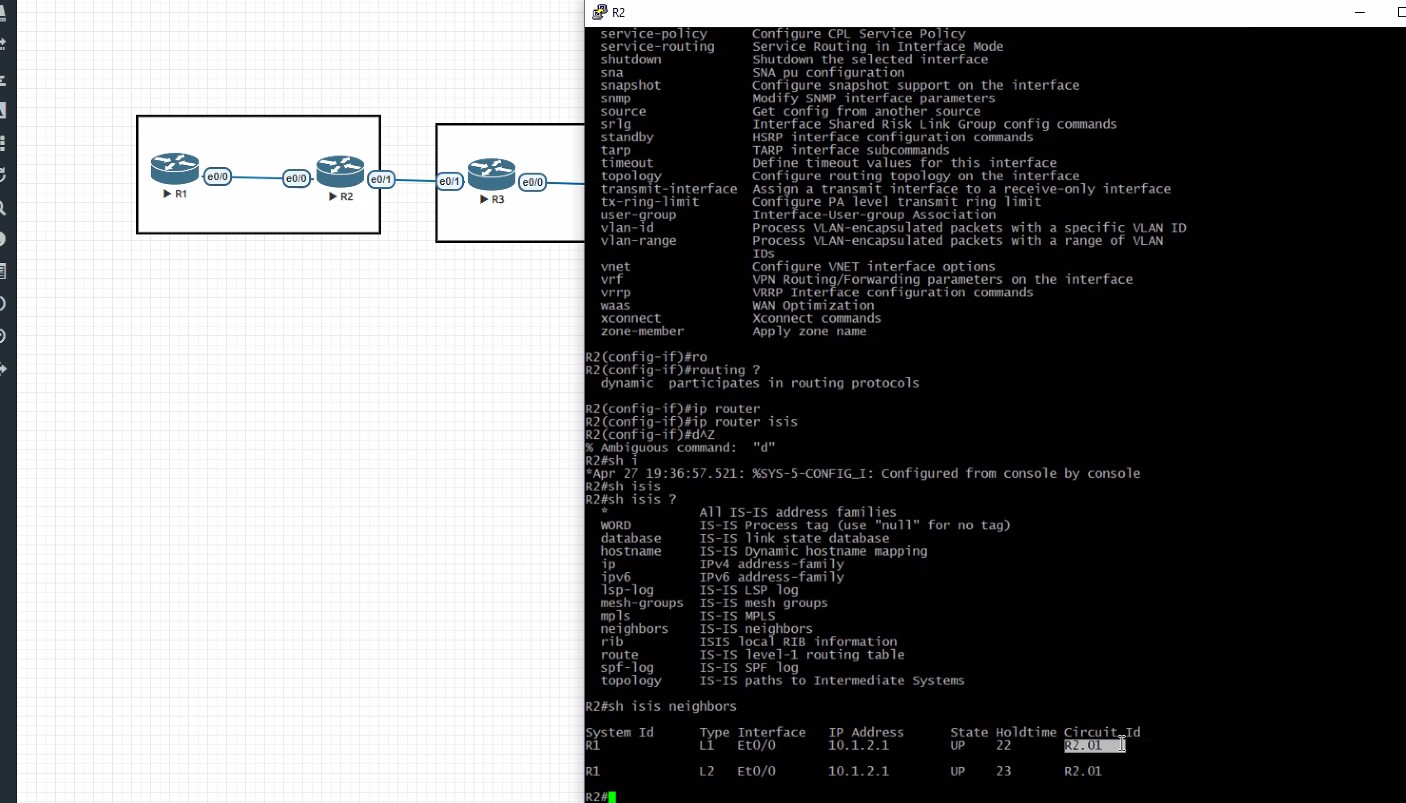 R2
e0/0
e0/0
e0/1
e0/1
e0/0
R1
R2
R3
service-policy Configure CPL Service Policy
service-routing Service Routing in Interface Mode
shutdown Shutdown the selected interface
sna SNA pu configuration
snapshot Configure snapshot support on the interface
snmp Modify SNMP interface parameters
source Get config from another source
srlg Interface Shared Risk Link Group config commands
standby HSRP interface configuration commands
tarp TARP interface subcommands
timeout Define timeout values for this interface
topology Configure routing topology on the interface
transmit-interface Assign a transmit interface to a receive-only interface
tx-ring-limit Configure PA level transmit ring limit
user-group Interface-User-group Association
vlan-id Process VLAN-encapsulated packets with a specific VLAN ID
vlan-range Process VLAN-encapsulated packets with a range of VLAN
IDs
vnet Configure VNET interface options
vrf VPN Routing/Forwarding parameters on the interface
vrrp VRRP Interface configuration commands
waas WAN Optimization
xconnect Xconnect commands
zone-member Apply zone name
R2(config-if)#ro
R2(config-if)#routing ?
dynamic participates in routing protocols
R2(config-if)#ip router
R2(config-if)#ip router isis
R2(config-if)#d^Z
% Ambiguous command: "d"
R2#sh i
*Apr 27 19:36:57.521: %SYS-5-CONFIG_I: Configured from console by console
R2#sh isis
R2#sh isis ?
* All IS-IS address families
WORD IS-IS Process tag (use "null" for no tag)
database IS-IS link state database
hostname IS-IS Dynamic hostname mapping
ip IPv4 address-family
ipv6 IPv6 address-family
lsp-log IS-IS LSP log
mesh-groups IS-IS mesh groups
mpls IS-IS MPLS
neighbors IS-IS neighbors
rib ISIS local RIB information
route IS-IS level-1 routing table
spf-log IS-IS SPF log
topology IS-IS paths to Intermediate Systems
R2#sh isis neighbors
System Id Type Interface IP Address State Holdtime Circuit Id
R1 L1 Et0/0 10.1.2.1 UP 22 R2.01
R1 L2 Et0/0 10.1.2.1 UP 23 R2.01
R2#